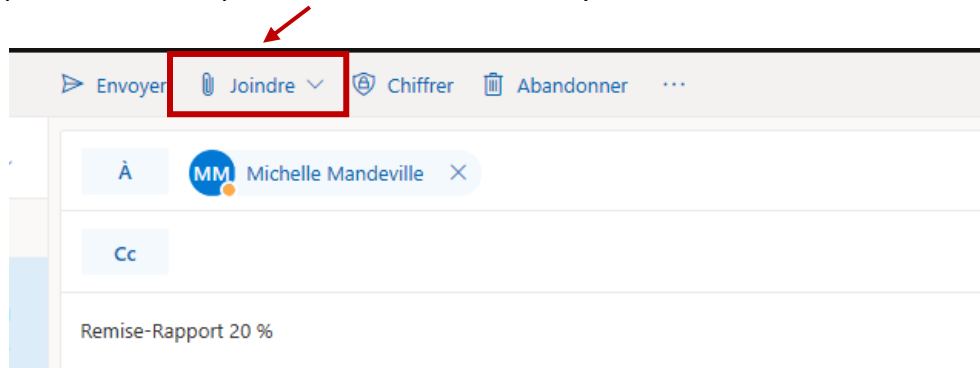 Envoyer Joindre Chiffrer Abandonner ...
À MM Michelle Mandeville
Cc
Remise-Rapport 20 %